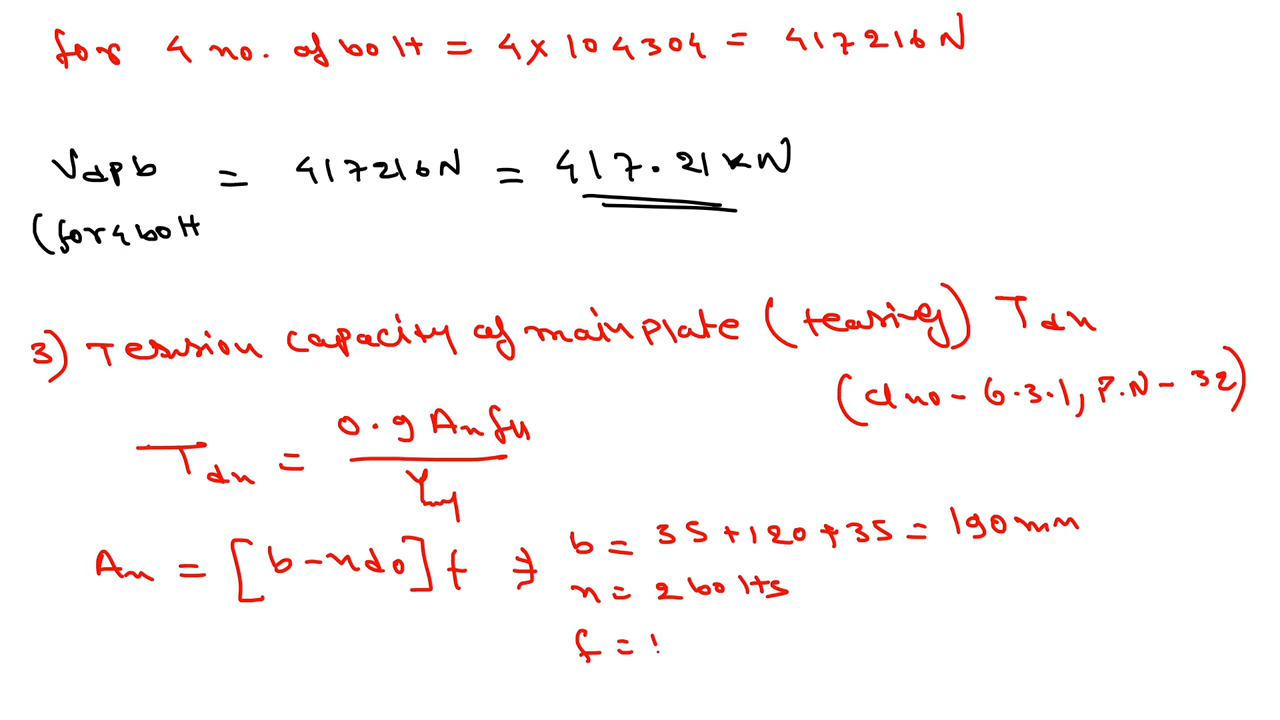 for 4 no. of bolt = 4 x 104304 = 417216 N
Vdpb = 417216 N = 417.21 kN
(for 4 bolt
3) Tension capacity of main plate (tearing) Tdn
(cl no - 6.3.1, P.N - 32)
Tdn = 0.9 An fu / γm1
An = [b - n do] t ⇒ b = 35 + 120 + 35 = 190 mm
n = 2 bolts
t = 1